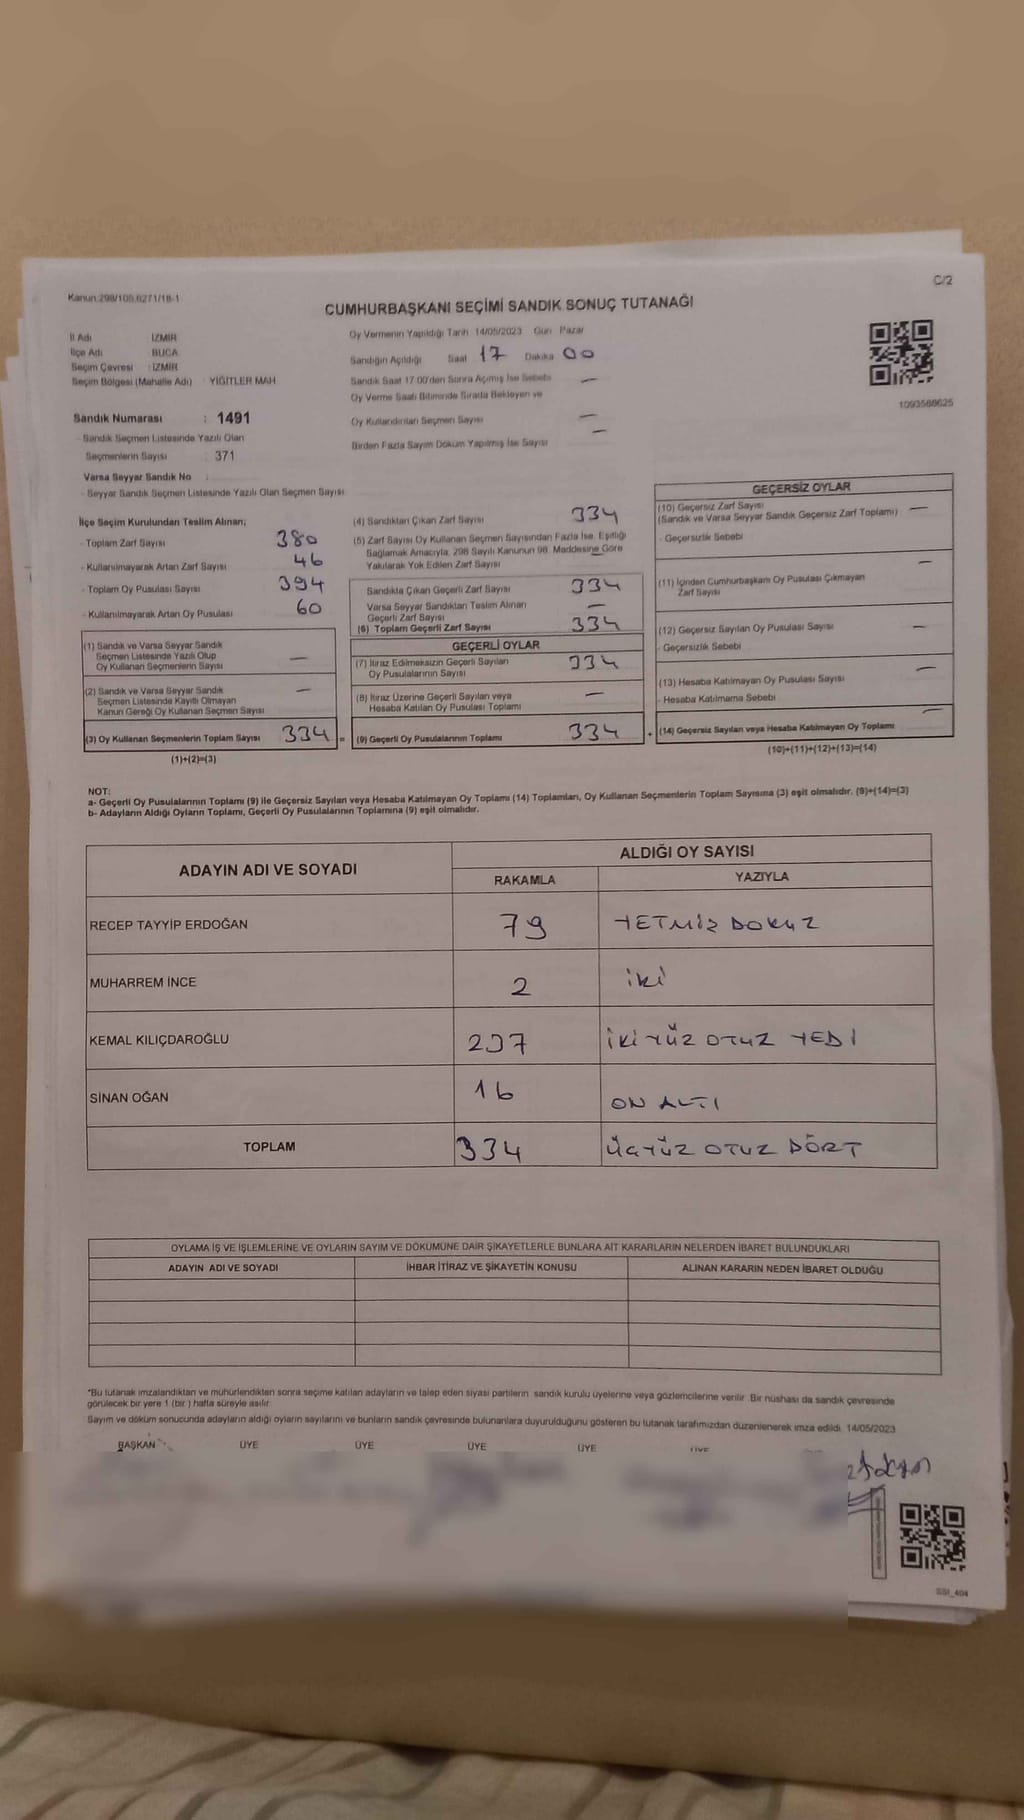 C/2
Kanun:298/105,6271/18-1
CUMHURBAŞKANI SEÇİMİ SANDIK SONUÇ TUTANAĞI
İl Adı İZMİR
İlçe Adı BUCA
Seçim Çevresi : İZMİR
Seçim Bölgesi (Mahalle Adı) : YİĞİTLER MAH
Sandık Numarası : 1491
- Sandık Seçmen Listesinde Yazılı Olan
Seçmenlerin Sayısı : 371
Varsa Seyyar Sandık No
- Seyyar Sandık Seçmen Listesinde Yazılı Olan Seçmen Sayısı
Oy Vermenin Yapıldığı Tarih 14/05/2023 Gün Pazar
Sandığın Açıldığı Saat 17 Dakika 00
Sandık Saat 17:00'den Sonra Açılmış İse Sebebi —
Oy Verme Saati Bitiminde Sırada Bekleyen ve
Oy Kullandırılan Seçmen Sayısı —
Birden Fazla Sayım Döküm Yapılmış İse Sayısı —
1093568625
İlçe Seçim Kurulundan Teslim Alınan;
- Toplam Zarf Sayısı 380
- Kullanılmayarak Artan Zarf Sayısı 46
- Toplam Oy Pusulası Sayısı 394
- Kullanılmayarak Artan Oy Pusulası 60
(1) Sandık ve Varsa Seyyar Sandık
Seçmen Listesinde Yazılı Olup
Oy Kullanan Seçmenlerin Sayısı —
(2) Sandık ve Varsa Seyyar Sandık
Seçmen Listesinde Kayıtlı Olmayan
Kanun Gereği Oy Kullanan Seçmen Sayısı —
(3) Oy Kullanan Seçmenlerin Toplam Sayısı 334 =
(1)+(2)=(3)
(4) Sandıktan Çıkan Zarf Sayısı 334
(5) Zarf Sayısı Oy Kullanan Seçmen Sayısından Fazla İse, Eşitliği
Sağlamak Amacıyla, 298 Sayılı Kanunun 98. Maddesine Göre
Yakılarak Yok Edilen Zarf Sayısı —
Sandıkta Çıkan Geçerli Zarf Sayısı 334
Varsa Seyyar Sandıktan Teslim Alınan
Geçerli Zarf Sayısı —
(6) Toplam Geçerli Zarf Sayısı 334
GEÇERLİ OYLAR
(7) İtiraz Edilmeksizin Geçerli Sayılan
Oy Pusulalarının Sayısı 334
(8) İtiraz Üzerine Geçerli Sayılan veya
Hesaba Katılan Oy Pusulası Toplamı —
(9) Geçerli Oy Pusulalarının Toplamı 334 +
GEÇERSİZ OYLAR
(10) Geçersiz Zarf Sayısı
(Sandık ve Varsa Seyyar Sandık Geçersiz Zarf Toplamı) —
- Geçersizlik Sebebi
(11) İçinden Cumhurbaşkanı Oy Pusulası Çıkmayan
Zarf Sayısı —
(12) Geçersiz Sayılan Oy Pusulası Sayısı —
- Geçersizlik Sebebi
(13) Hesaba Katılmayan Oy Pusulası Sayısı —
- Hesaba Katılmama Sebebi
(14) Geçersiz Sayılan veya Hesaba Katılmayan Oy Toplamı —
(10)+(11)+(12)+(13)=(14)
NOT:
a- Geçerli Oy Pusulalarının Toplamı (9) ile Geçersiz Sayılan veya Hesaba Katılmayan Oy Toplamı (14) Toplamları, Oy Kullanan Seçmenlerin Toplam Sayısına (3) eşit olmalıdır. (9)+(14)=(3)
b- Adayların Aldığı Oyların Toplamı, Geçerli Oy Pusulalarının Toplamına (9) eşit olmalıdır.
ADAYIN ADI VE SOYADI
ALDIĞI OY SAYISI
RAKAMLA YAZIYLA
RECEP TAYYİP ERDOĞAN 79 YETMİŞ DOKUZ
MUHARREM İNCE 2 İKİ
KEMAL KILIÇDAROĞLU 237 İKİ YÜZ OTUZ YEDİ
SİNAN OĞAN 16 ON ALTI
TOPLAM 334 ÜÇYÜZ OTUZ DÖRT
OYLAMA İŞ VE İŞLEMLERİNE VE OYLARIN SAYIM VE DÖKÜMÜNE DAİR ŞİKAYETLERLE BUNLARA AİT KARARLARIN NELERDEN İBARET BULUNDUKLARI
ADAYIN ADI VE SOYADI İHBAR İTİRAZ VE ŞİKAYETİN KONUSU ALINAN KARARIN NEDEN İBARET OLDUĞU
*Bu tutanak imzalandıktan ve mühürlendikten sonra seçime katılan adayların ve talep eden siyasi partilerin sandık kurulu üyelerine veya gözlemcilerine verilir. Bir nüshası da sandık çevresinde
görülecek bir yere 1 (bir) hafta süreyle asılır.
Sayım ve döküm sonucunda adayların aldığı oyların sayılarını ve bunların sandık çevresinde bulunanlara duyurulduğunu gösteren bu tutanak tarafımızdan düzenlenerek imza edildi. 14/05/2023
BAŞKAN ÜYE ÜYE ÜYE ÜYE ÜYE
SSI_404